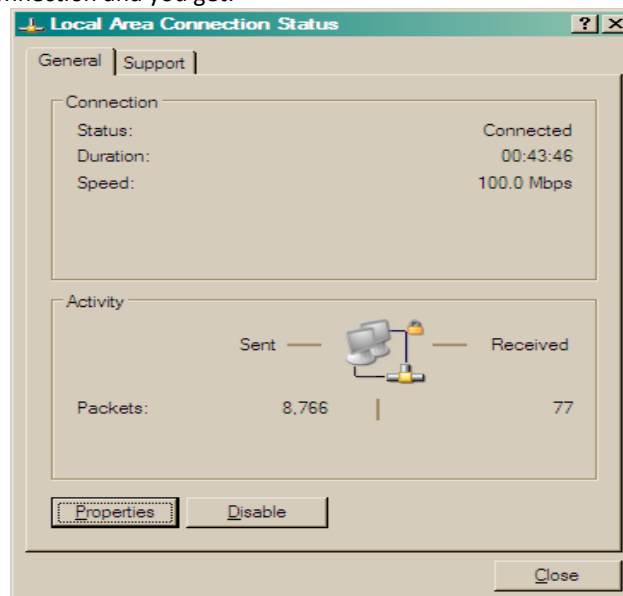 nnection and you get:
Local Area Connection Status
General Support
Connection
Status: Connected
Duration: 00:43:46
Speed: 100.0 Mbps
Activity
Sent Received
Packets: 8,766 77
Properties Disable
Close